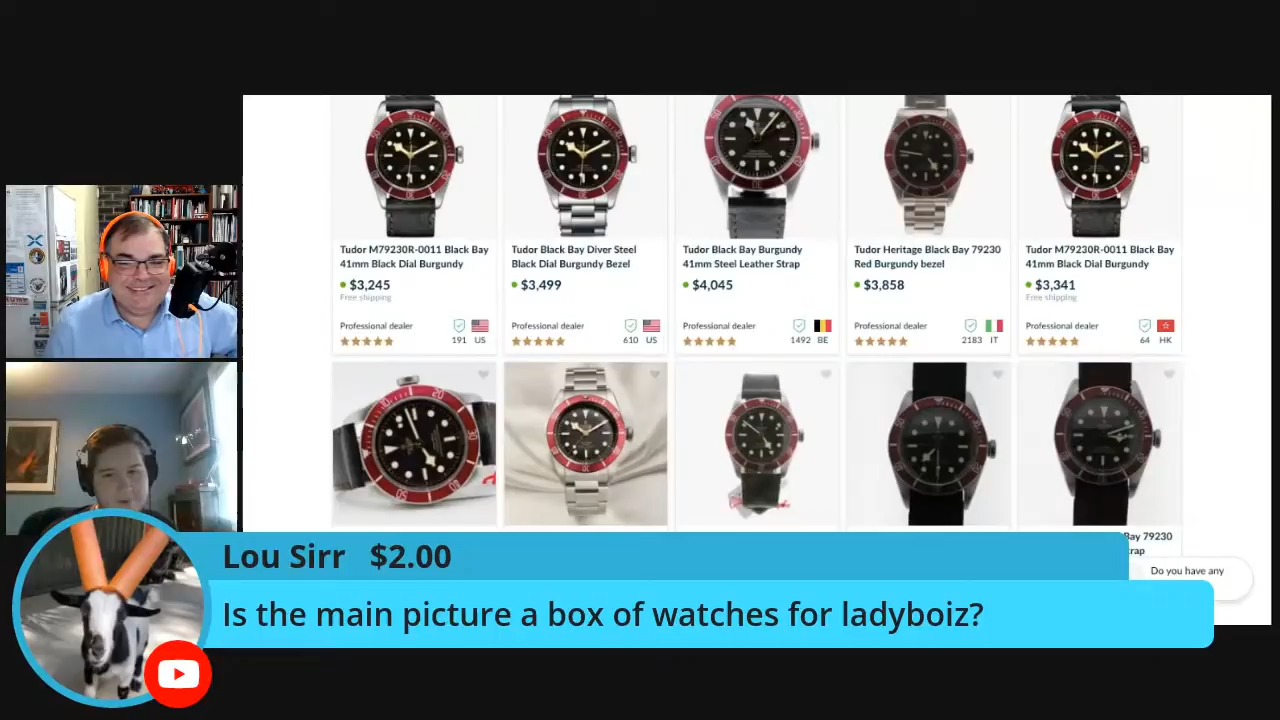 Tudor M79230R-0011 Black Bay
41mm Black Dial Burgundy
$3,245
Free shipping
Professional dealer
191 US
Tudor Black Bay Diver Steel
Black Dial Burgundy Bezel
$3,499
Professional dealer
610 US
Tudor Black Bay Burgundy
41mm Steel Leather Strap
$4,045
Professional dealer
1492 BE
Tudor Heritage Black Bay 79230
Red Burgundy bezel
$3,858
Professional dealer
2183 IT
Tudor M79230R-0011 Black Bay
41mm Black Dial Burgundy
$3,341
Free shipping
Professional dealer
64 HK
Bay 79230
Do you have any
Lou Sirr $2.00
Is the main picture a box of watches for ladyboiz?